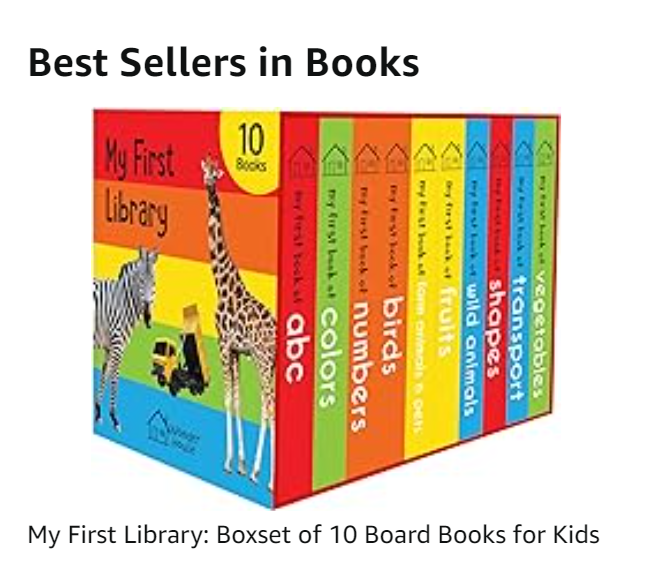 Best Sellers in Books
10
Books
My First
Library
Wonder
House
my first book of abc
my first book of colors
my first book of numbers
my first book of birds
my first book of farm animals & pets
my first book of fruits
my first book of wild animals
my first book of shapes
my first book of transport
my first book of vegetables
My First Library: Boxset of 10 Board Books for Kids